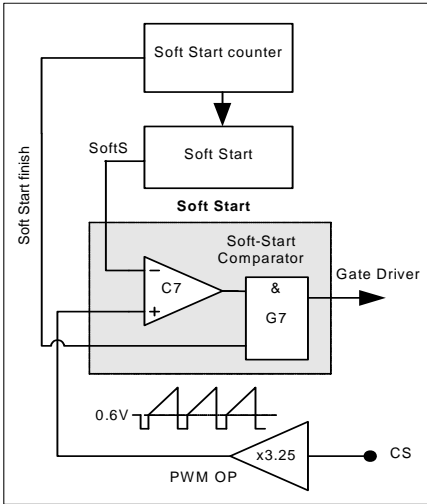 Soft Start counter
SoftS
Soft Start
Soft Start finish
Soft Start
Soft-Start
Comparator
Gate Driver
−
C7
+
&
G7
0.6V
x3.25
CS
PWM OP